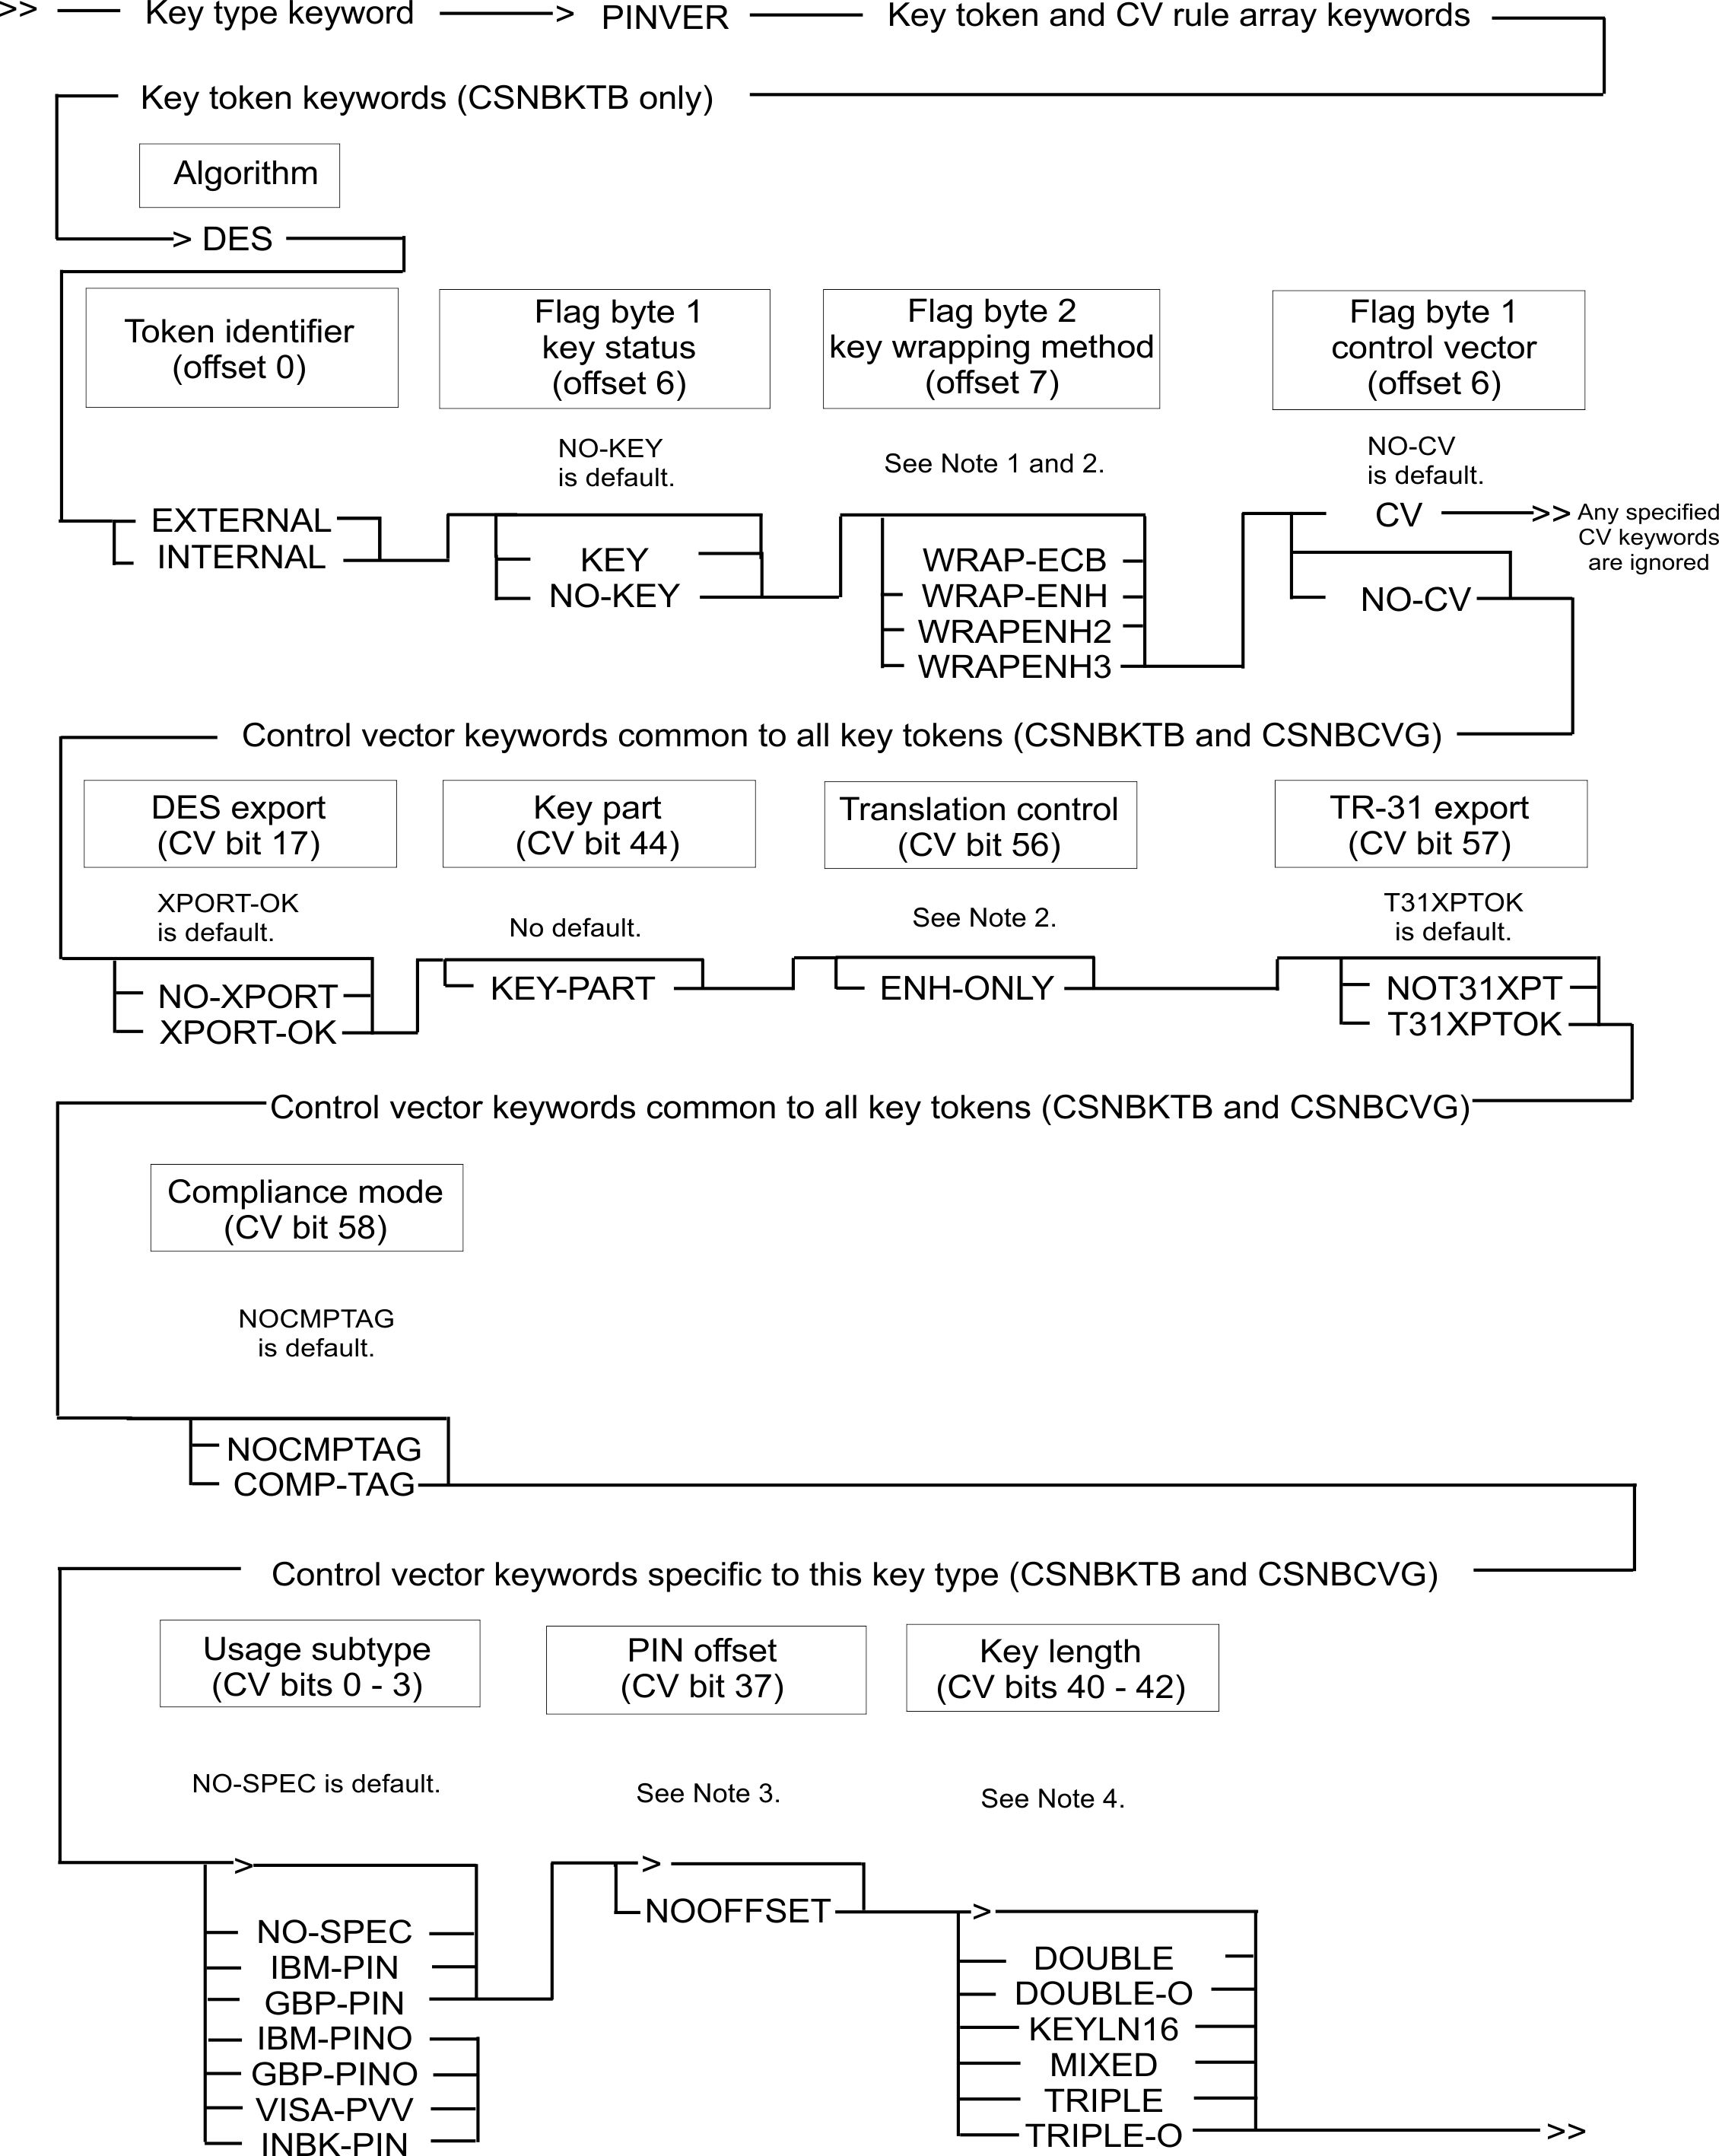 >> Key type keyword > PINVER Key token and CV rule array keywords
Key token keywords (CSNBKTB only)
Algorithm
> DES
Token identifier
(offset 0)
Flag byte 1
key status
(offset 6)
Flag byte 2
key wrapping method
(offset 7)
Flag byte 1
control vector
(offset 6)
NO-KEY
is default.
See Note 1 and 2.
NO-CV
is default.
EXTERNAL
INTERNAL
KEY
NO-KEY
WRAP-ECB
WRAP-ENH
WRAPENH2
WRAPENH3
CV >> Any specified
CV keywords
are ignored
NO-CV
Control vector keywords common to all key tokens (CSNBKTB and CSNBCVG)
DES export
(CV bit 17)
Key part
(CV bit 44)
Translation control
(CV bit 56)
TR-31 export
(CV bit 57)
XPORT-OK
is default.
No default.
See Note 2.
T31XPTOK
is default.
NO-XPORT
XPORT-OK
KEY-PART
ENH-ONLY
NOT31XPT
T31XPTOK
Control vector keywords common to all key tokens (CSNBKTB and CSNBCVG)
Compliance mode
(CV bit 58)
NOCMPTAG
is default.
NOCMPTAG
COMP-TAG
Control vector keywords specific to this key type (CSNBKTB and CSNBCVG)
Usage subtype
(CV bits 0 - 3)
PIN offset
(CV bit 37)
Key length
(CV bits 40 - 42)
NO-SPEC is default.
See Note 3.
See Note 4.
>
NO-SPEC
IBM-PIN
GBP-PIN
IBM-PINO
GBP-PINO
VISA-PVV
INBK-PIN
>
NOOFFSET
>
DOUBLE
DOUBLE-O
KEYLN16
MIXED
TRIPLE
TRIPLE-O >>